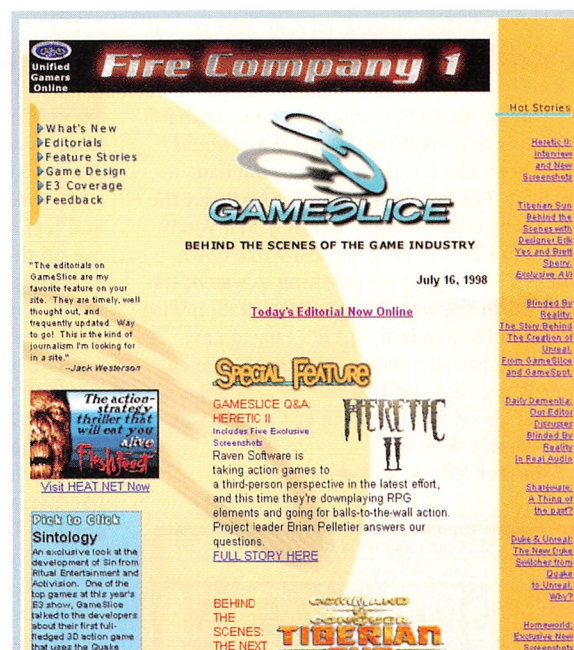 Unified
Gamers
Online
Fire Company 1
What's New
Editorials
Feature Stories
Game Design
E3 Coverage
Feedback
"The editorials on
GameSlice are my
favorite feature on your
site. They are timely, well
thought out, and
frequently updated. Way
to go! This is the kind of
journalism I'm looking for
in a site."
--Jack Westerson
The action-
strategy
thriller that
will eat you
alive
Flesh Feast
Visit HEAT.NET Now
Pick to Click
Sintology
An exclusive look at the
development of Sin from
Ritual Entertainment and
Activision. One of the
top games at this year's
E3 show, GameSlice
talked to the developers
about their first full-
fledged 3D action game
that uses the Quake
GAMESLICE
BEHIND THE SCENES OF THE GAME INDUSTRY
July 16, 1998
Today's Editorial Now Online
Special Feature
GAMESLICE Q&A:
HERETIC II
Includes Five Exclusive
Screenshots
Raven Software is
taking action games to
a third-person perspective in the latest effort,
and this time they're downplaying RPG
elements and going for balls-to-the-wall action.
Project leader Brian Pelletier answers our
questions.
FULL STORY HERE
HERETIC
II
BEHIND
THE
SCENES:
THE NEXT
COMMAND
CONQUER
TIBERIAN
Hot Stories
Heretic II:
Interview
and New
Screenshots
Tiberian Sun
Behind the
Scenes with
Designer Erik
Yeo and Brett
Sperry.
Exclusive Art
Blinded By
Reality:
The Story Behind
The Creation of
Unreal.
From GameSlice
and GameSpot.
Daily Dementia:
Our Editor
Discusses
Blinded By
Reality
in Real Audio
Shareware:
A Thing of
the past?
Duke & Unreal:
The New Duke
Switches from
Quake
to Unreal.
Why?
Homeworld:
Exclusive New
Screenshots